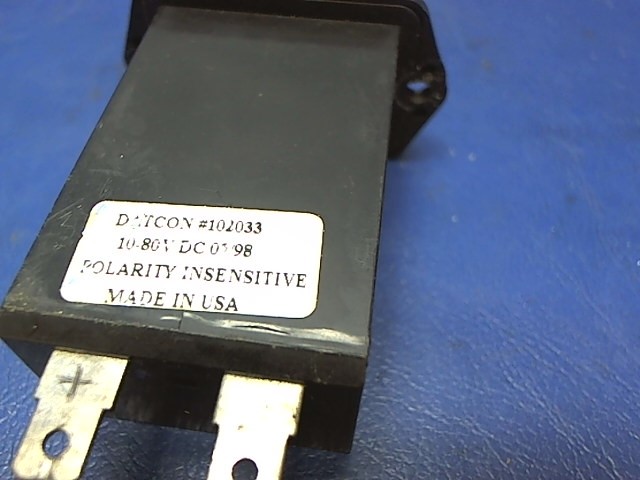 DATCON #102033
10-80V DC
POLARITY INSENSITIVE
MADE IN USA
+